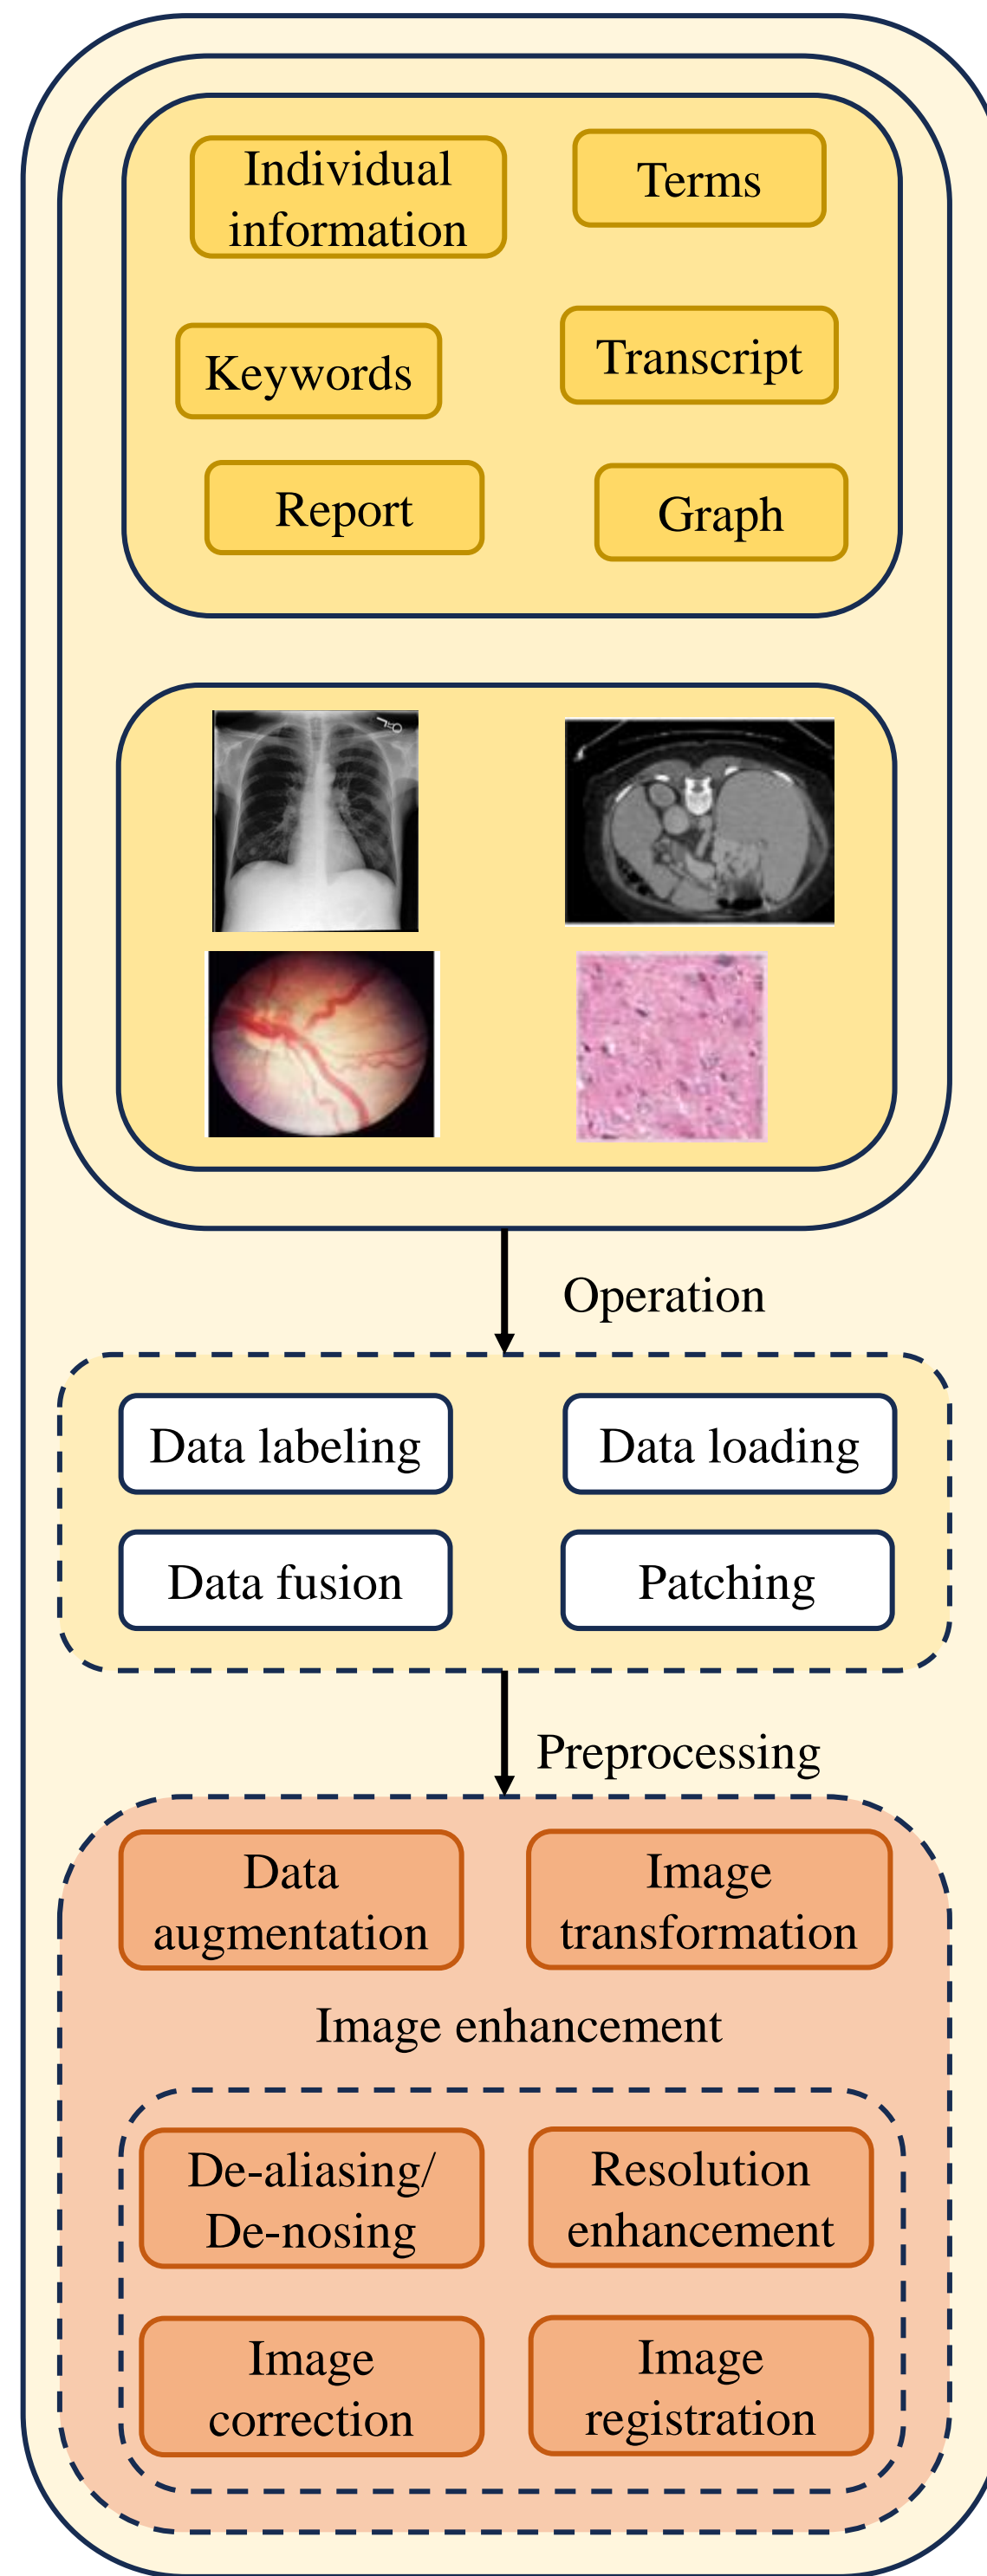 Individual
information
Terms
Keywords
Transcript
Report
Graph
Operation
Data labeling
Data loading
Data fusion
Patching
Preprocessing
Data
augmentation
Image
transformation
Image enhancement
De-aliasing/
De-nosing
Resolution
enhancement
Image
correction
Image
registration